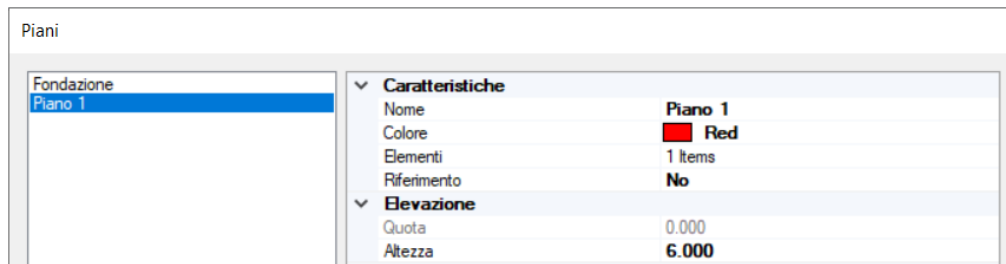 Piani
Fondazione
Piano 1
Caratteristiche
Nome Piano 1
Colore Red
Elementi 1 Items
Riferimento No
Elevazione
Quota 0.000
Altezza 6.000